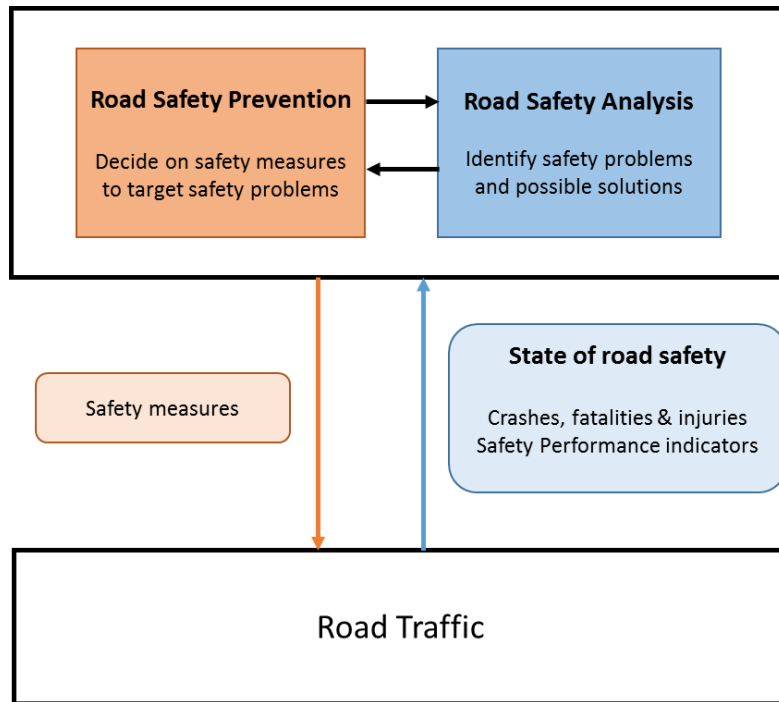 Road Safety Prevention
Decide on safety measures
to target safety problems
Road Safety Analysis
Identify safety problems
and possible solutions
Safety measures
State of road safety
Crashes, fatalities & injuries
Safety Performance indicators
Road Traffic